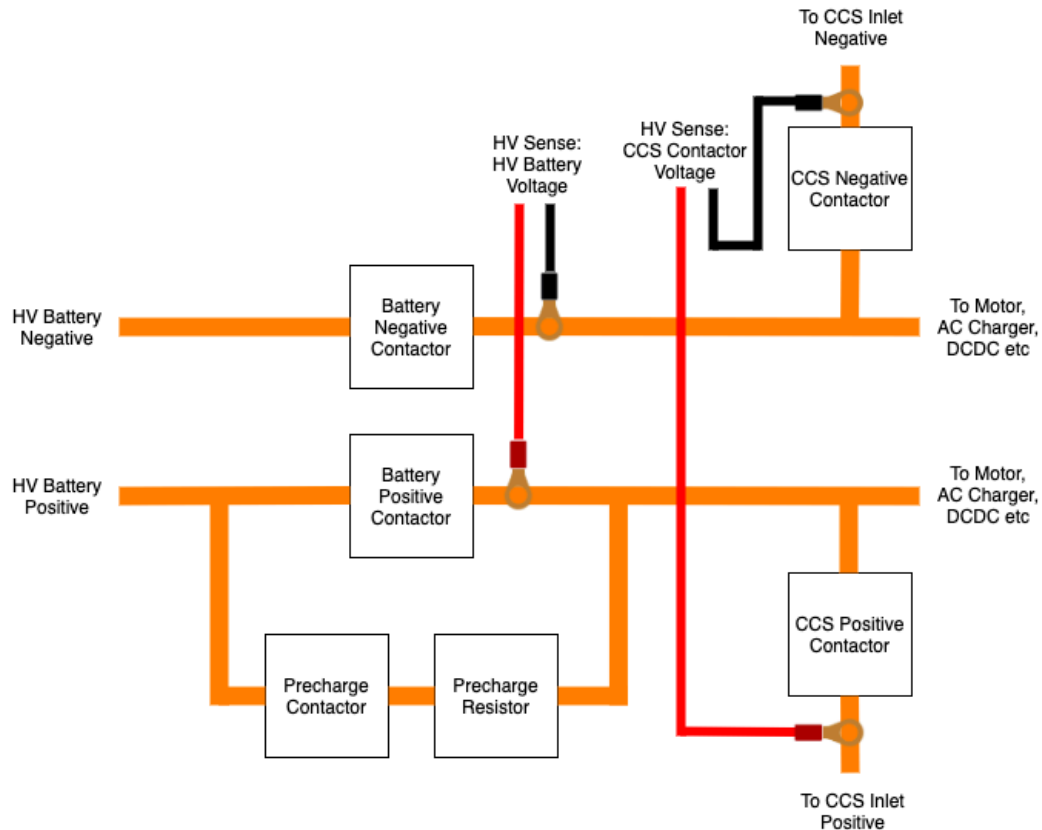 To CCS Inlet
Negative
HV Sense:
HV Battery
Voltage
HV Sense:
CCS Contactor
Voltage
CCS Negative
Contactor
HV Battery
Negative
Battery
Negative
Contactor
To Motor,
AC Charger,
DCDC etc
HV Battery
Positive
Battery
Positive
Contactor
To Motor,
AC Charger,
DCDC etc
CCS Positive
Contactor
Precharge
Contactor
Precharge
Resistor
To CCS Inlet
Positive